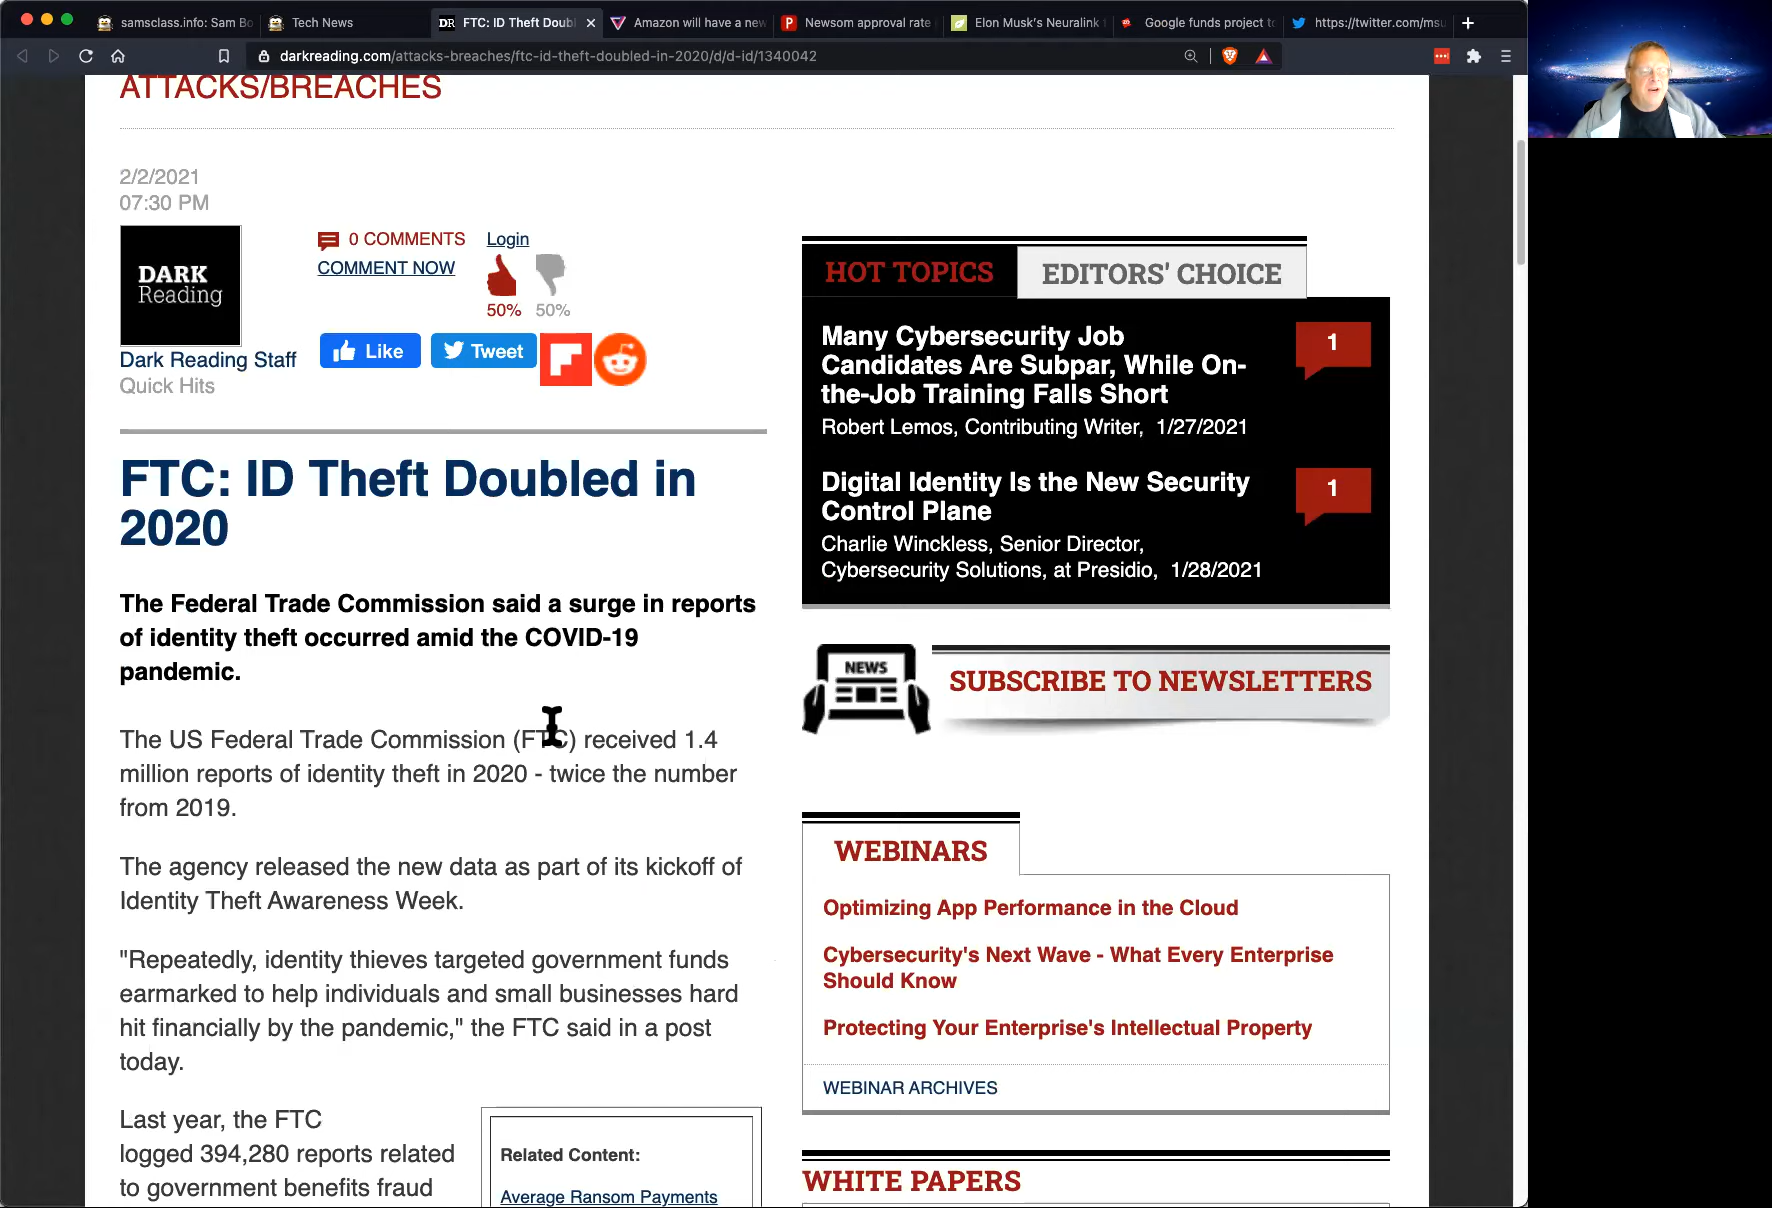 samsclass.info: Sam Bo
Tech News
DR FTC: ID Theft Doubl
Amazon will have a new
P Newsom approval rate
Elon Musk's Neuralink
Google funds project to
https://twitter.com/msu
darkreading.com/attacks-breaches/ftc-id-theft-doubled-in-2020/d/d-id/1340042
ATTACKS/BREACHES
2/2/2021
07:30 PM
DARK
Reading
0 COMMENTS
COMMENT NOW
Login
50%
50%
Dark Reading Staff
Quick Hits
Like
Tweet
FTC: ID Theft Doubled in
2020
The Federal Trade Commission said a surge in reports
of identity theft occurred amid the COVID-19
pandemic.
The US Federal Trade Commission (FTC) received 1.4
million reports of identity theft in 2020 - twice the number
from 2019.
The agency released the new data as part of its kickoff of
Identity Theft Awareness Week.
"Repeatedly, identity thieves targeted government funds
earmarked to help individuals and small businesses hard
hit financially by the pandemic," the FTC said in a post
today.
Last year, the FTC
logged 394,280 reports related
to government benefits fraud
Related Content:
Average Ransom Payments
HOT TOPICS
EDITORS' CHOICE
Many Cybersecurity Job
Candidates Are Subpar, While On-
the-Job Training Falls Short
1
Robert Lemos, Contributing Writer, 1/27/2021
Digital Identity Is the New Security
Control Plane
1
Charlie Winckless, Senior Director,
Cybersecurity Solutions, at Presidio, 1/28/2021
NEWS
SUBSCRIBE TO NEWSLETTERS
WEBINARS
Optimizing App Performance in the Cloud
Cybersecurity's Next Wave - What Every Enterprise
Should Know
Protecting Your Enterprise's Intellectual Property
WEBINAR ARCHIVES
WHITE PAPERS